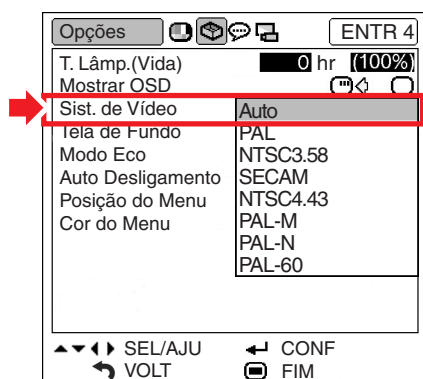 Opções ENTR 4
T. Lâmp.(Vida) 0 hr (100%)
Mostrar OSD
Sist. de Vídeo Auto
Tela de Fundo PAL
Modo Eco NTSC3.58
Auto Desligamento SECAM
Posição do Menu NTSC4.43
Cor do Menu PAL-M
PAL-N
PAL-60
SEL/AJU CONF
VOLT FIM